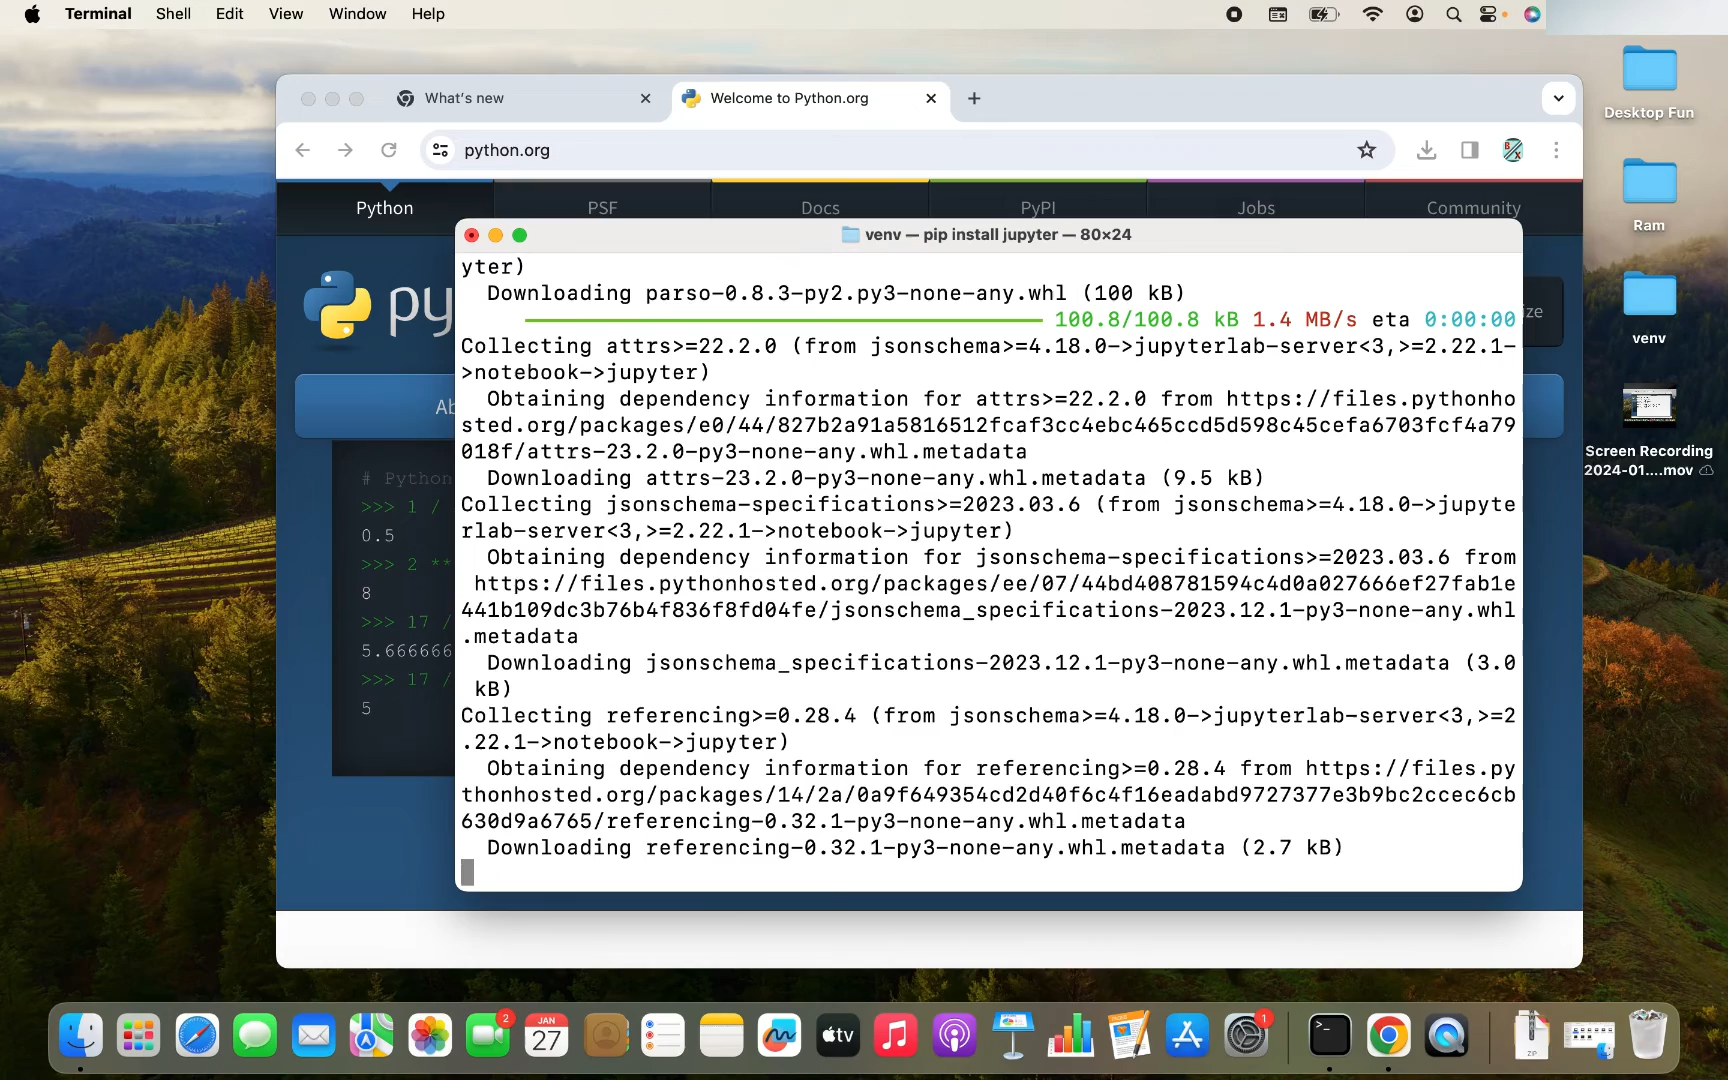 Terminal Shell Edit View Window Help
What's new
Welcome to Python.org
python.org
Python PSF Docs PyPI Jobs Community
py
ze
Ab
# Python
>>> 1 /
0.5
>>> 2 **
8
>>> 17 /
5.666666
>>> 17 /
5
venv — pip install jupyter — 80×24
yter)
Downloading parso-0.8.3-py2.py3-none-any.whl (100 kB)
100.8/100.8 kB 1.4 MB/s eta 0:00:00
Collecting attrs>=22.2.0 (from jsonschema>=4.18.0->jupyterlab-server<3,>=2.22.1-
>notebook->jupyter)
Obtaining dependency information for attrs>=22.2.0 from https://files.pythonho
sted.org/packages/e0/44/827b2a91a5816512fcaf3cc4ebc465ccd5d598c45cefa6703fcf4a79
018f/attrs-23.2.0-py3-none-any.whl.metadata
Downloading attrs-23.2.0-py3-none-any.whl.metadata (9.5 kB)
Collecting jsonschema-specifications>=2023.03.6 (from jsonschema>=4.18.0->jupyte
rlab-server<3,>=2.22.1->notebook->jupyter)
Obtaining dependency information for jsonschema-specifications>=2023.03.6 from
https://files.pythonhosted.org/packages/ee/07/44bd408781594c4d0a027666ef27fab1e
441b109dc3b76b4f836f8fd04fe/jsonschema_specifications-2023.12.1-py3-none-any.whl
.metadata
Downloading jsonschema_specifications-2023.12.1-py3-none-any.whl.metadata (3.0
kB)
Collecting referencing>=0.28.4 (from jsonschema>=4.18.0->jupyterlab-server<3,>=2
.22.1->notebook->jupyter)
Obtaining dependency information for referencing>=0.28.4 from https://files.py
thonhosted.org/packages/14/2a/0a9f649354cd2d40f6c4f16eadabd9727377e3b9bc2ccec6cb
630d9a6765/referencing-0.32.1-py3-none-any.whl.metadata
Downloading referencing-0.32.1-py3-none-any.whl.metadata (2.7 kB)
Desktop Fun
Ram
venv
Screen Recording
2024-01....mov
2
JAN
27
tv
1
ZIP